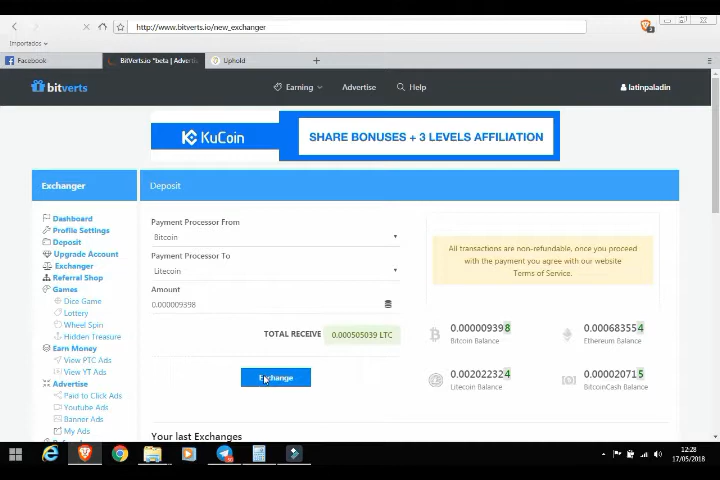 http://www.bitverts.io/new_exchanger
Importados
Facebook
BitVerts.io *beta | Adverti
Uphold
bitverts
Earning
Advertise
Help
latinpaladin
KuCoin
SHARE BONUSES + 3 LEVELS AFFILIATION
Exchanger
Dashboard
Profile Settings
Deposit
Upgrade Account
Exchanger
Referral Shop
Games
Dice Game
Lottery
Wheel Spin
Hidden Treasure
Earn Money
View PTC Ads
View YT Ads
Advertise
Paid to Click Ads
Youtube Ads
Banner Ads
My Ads
Deposit
Payment Processor From
Bitcoin
Payment Processor To
Litecoin
Amount
0.000009398
TOTAL RECEIVE
0.000505039 LTC
Exchange
Your last Exchanges
All transactions are non-refundable, once you proceed
with the payment you agree with our website
Terms of Service.
0.000009398
Bitcoin Balance
0.000683554
Ethereum Balance
0.002022324
Litecoin Balance
0.000020715
BitcoinCash Balance
12:28
17/05/2018